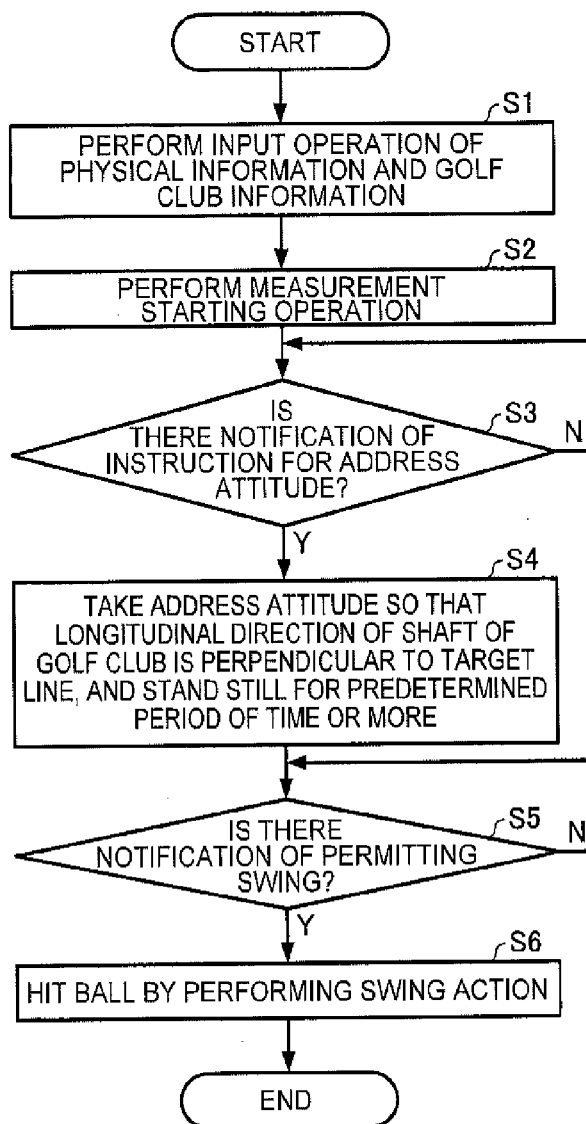 START
S1
PERFORM INPUT OPERATION OF
PHYSICAL INFORMATION AND GOLF
CLUB INFORMATION
S2
PERFORM MEASUREMENT
STARTING OPERATION
S3
IS
THERE NOTIFICATION OF
INSTRUCTION FOR ADDRESS
ATTITUDE?
N
Y
S4
TAKE ADDRESS ATTITUDE SO THAT
LONGITUDINAL DIRECTION OF SHAFT OF
GOLF CLUB IS PERPENDICULAR TO TARGET
LINE, AND STAND STILL FOR PREDETERMINED
PERIOD OF TIME OR MORE
S5
IS THERE
NOTIFICATION OF PERMITTING
SWING?
N
Y
S6
HIT BALL BY PERFORMING SWING ACTION
END